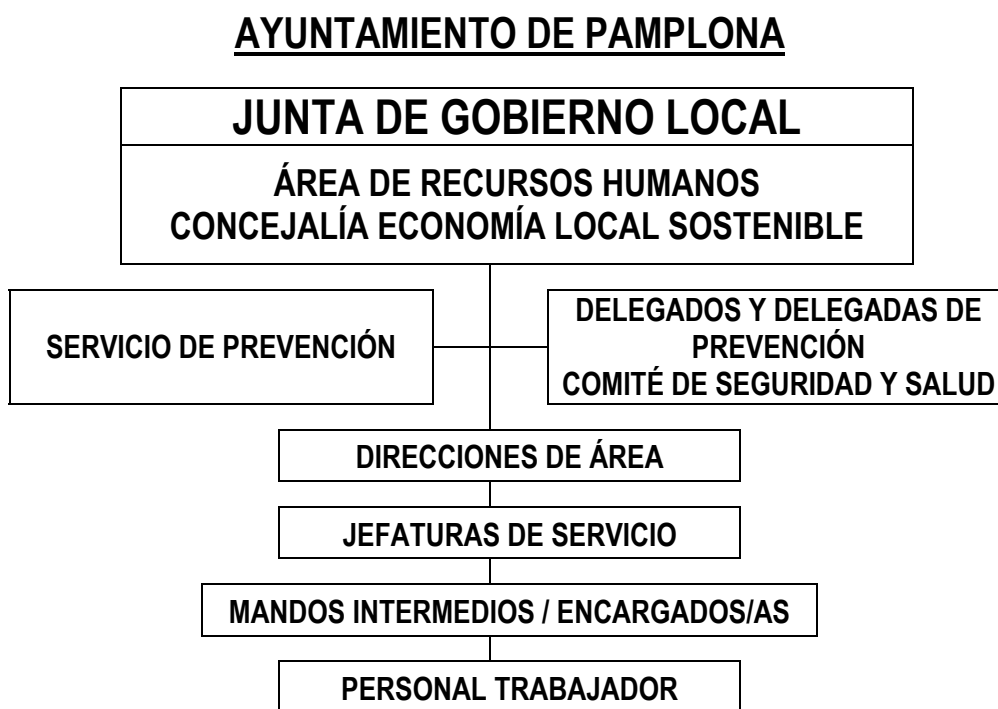 AYUNTAMIENTO DE PAMPLONA
JUNTA DE GOBIERNO LOCAL
ÁREA DE RECURSOS HUMANOS
CONCEJALÍA ECONOMÍA LOCAL SOSTENIBLE
SERVICIO DE PREVENCIÓN
DELEGADOS Y DELEGADAS DE
PREVENCIÓN
COMITÉ DE SEGURIDAD Y SALUD
DIRECCIONES DE ÁREA
JEFATURAS DE SERVICIO
MANDOS INTERMEDIOS / ENCARGADOS/AS
PERSONAL TRABAJADOR